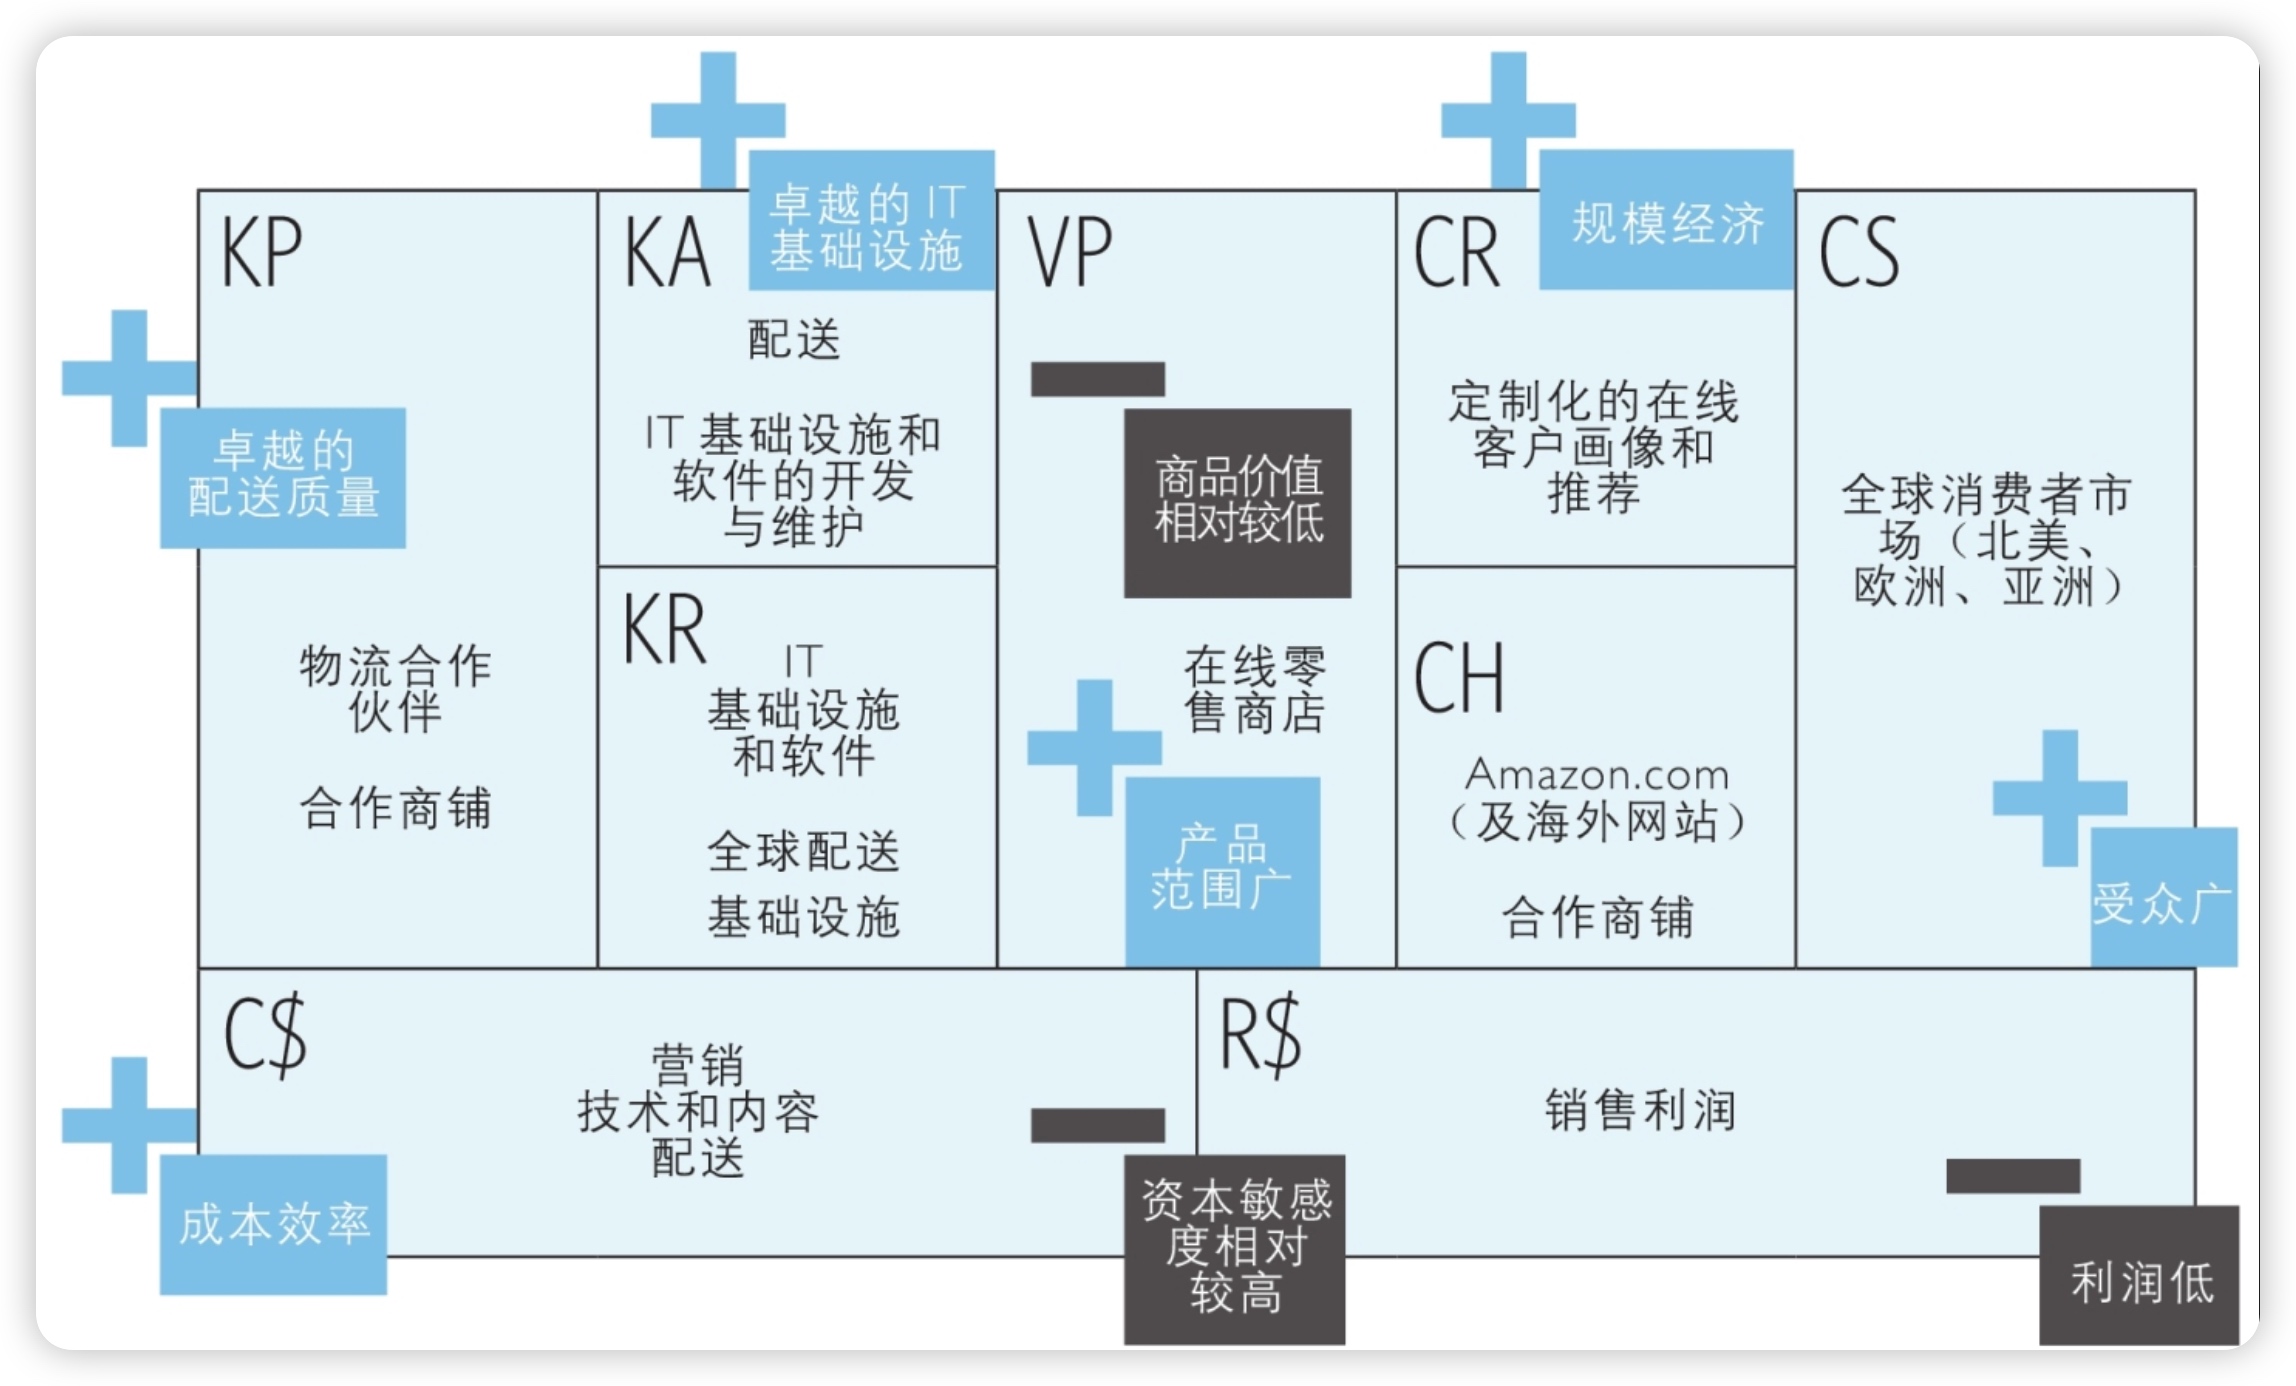 KP
卓越的
配送质量
物流合作
伙伴
合作商铺
KA
卓越的 IT
基础设施
配送
IT 基础设施和
软件的开发
与维护
KR
IT
基础设施
和软件
全球配送
基础设施
VP
商品价值
相对较低
在线零
售商店
产品
范围广
CR
规模经济
定制化的在线
客户画像和
推荐
CH
Amazon.com
（及海外网站）
合作商铺
CS
全球消费者市
场（北美、
欧洲、亚洲）
受众广
C$
营销
技术和内容
配送
成本效率
资本敏感
度相对
较高
R$
销售利润
利润低